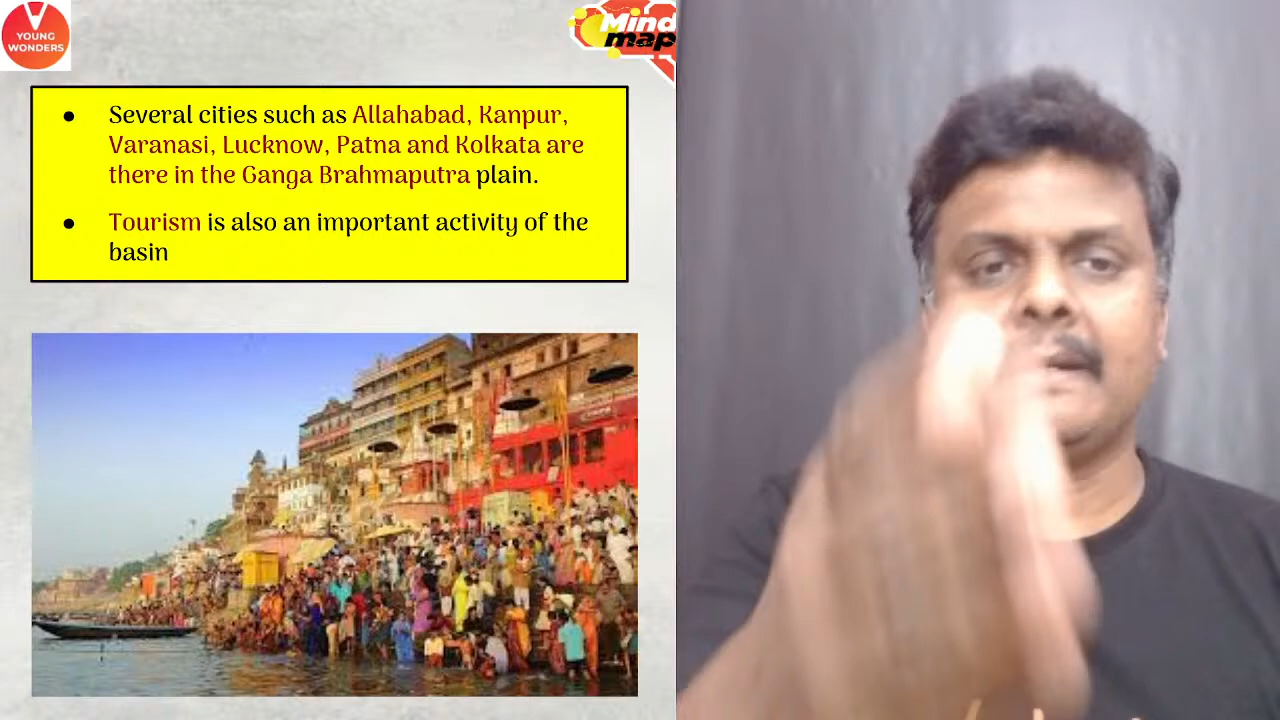 YOUNG
WONDERS
Mind
map
Several cities such as Allahabad, Kanpur,
Varanasi, Lucknow, Patna and Kolkata are
there in the Ganga Brahmaputra plain.
Tourism is also an important activity of the
basin